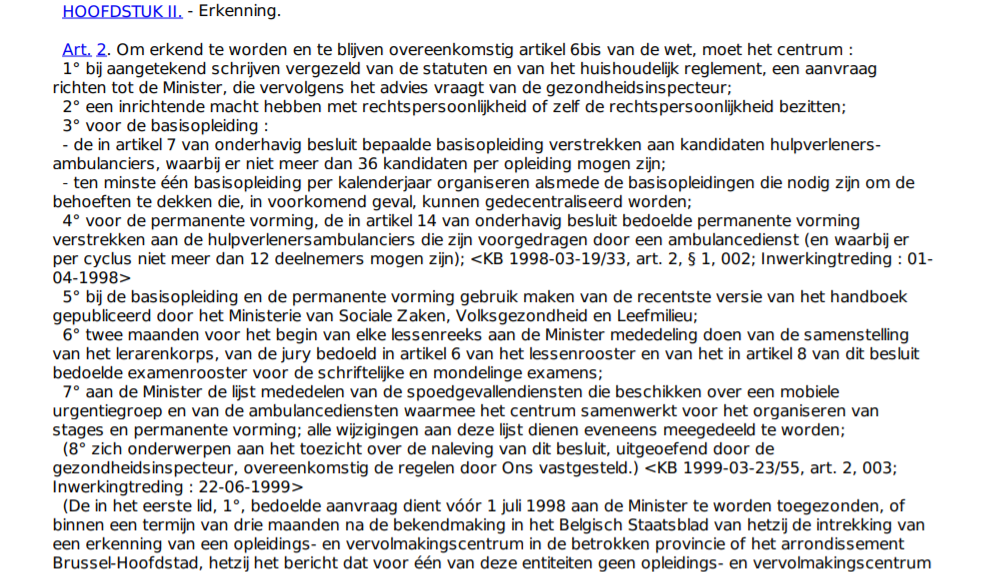 HOOFDSTUK II. - Erkenning.
Art. 2. Om erkend te worden en te blijven overeenkomstig artikel 6bis van de wet, moet het centrum :
1° bij aangetekend schrijven vergezeld van de statuten en van het huishoudelijk reglement, een aanvraag
richten tot de Minister, die vervolgens het advies vraagt van de gezondheidsinspecteur;
2° een inrichtende macht hebben met rechtspersoonlijkheid of zelf de rechtspersoonlijkheid bezitten;
3° voor de basisopleiding :
- de in artikel 7 van onderhavig besluit bepaalde basisopleiding verstrekken aan kandidaten hulpverleners-
ambulanciers, waarbij er niet meer dan 36 kandidaten per opleiding mogen zijn;
- ten minste één basisopleiding per kalenderjaar organiseren alsmede de basisopleidingen die nodig zijn om de
behoeften te dekken die, in voorkomend geval, kunnen gedecentraliseerd worden;
4° voor de permanente vorming, de in artikel 14 van onderhavig besluit bedoelde permanente vorming
verstrekken aan de hulpverlenersambulanciers die zijn voorgedragen door een ambulancedienst (en waarbij er
per cyclus niet meer dan 12 deelnemers mogen zijn); <KB 1998-03-19/33, art. 2, § 1, 002; Inwerkingtreding : 01-
04-1998>
5° bij de basisopleiding en de permanente vorming gebruik maken van de recentste versie van het handboek
gepubliceerd door het Ministerie van Sociale Zaken, Volksgezondheid en Leefmilieu;
6° twee maanden voor het begin van elke lessenreeks aan de Minister mededeling doen van de samenstelling
van het lerarenkorps, van de jury bedoeld in artikel 6 van het lessenrooster en van het in artikel 8 van dit besluit
bedoelde examenrooster voor de schriftelijke en mondelinge examens;
7° aan de Minister de lijst mededelen van de spoedgevallendiensten die beschikken over een mobiele
urgentiegroep en van de ambulancediensten waarmee het centrum samenwerkt voor het organiseren van
stages en permanente vorming; alle wijzigingen aan deze lijst dienen eveneens meegedeeld te worden;
(8° zich onderwerpen aan het toezicht over de naleving van dit besluit, uitgeoefend door de
gezondheidsinspecteur, overeenkomstig de regelen door Ons vastgesteld.) <KB 1999-03-23/55, art. 2, 003;
Inwerkingtreding : 22-06-1999>
(De in het eerste lid, 1°, bedoelde aanvraag dient vóór 1 juli 1998 aan de Minister te worden toegezonden, of
binnen een termijn van drie maanden na de bekendmaking in het Belgisch Staatsblad van hetzij de intrekking van
een erkenning van een opleidings- en vervolmakingscentrum in de betrokken provincie of het arrondissement
Brussel-Hoofdstad, hetzij het bericht dat voor één van deze entiteiten geen opleidings- en vervolmakingscentrum